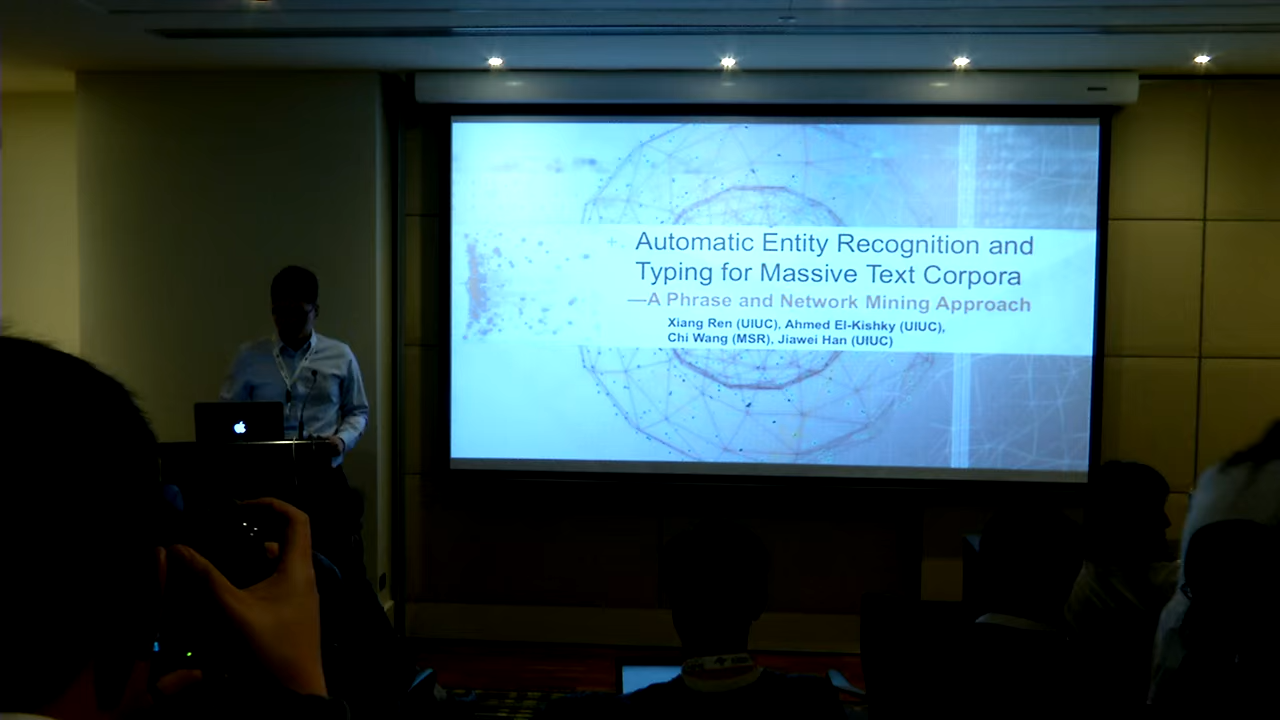 Automatic Entity Recognition and
Typing for Massive Text Corpora
—A Phrase and Network Mining Approach
Xiang Ren (UIUC), Ahmed El-Kishky (UIUC),
Chi Wang (MSR), Jiawei Han (UIUC)